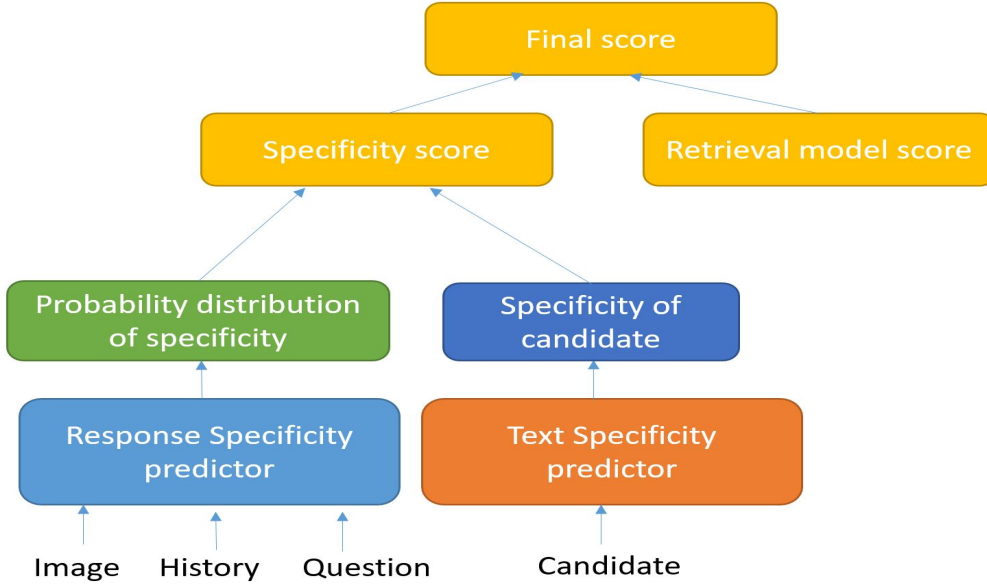 Final score
Specificity score
Retrieval model score
Probability distribution
of specificity
Specificity of
candidate
Response Specificity
predictor
Text Specificity
predictor
Image
History
Question
Candidate